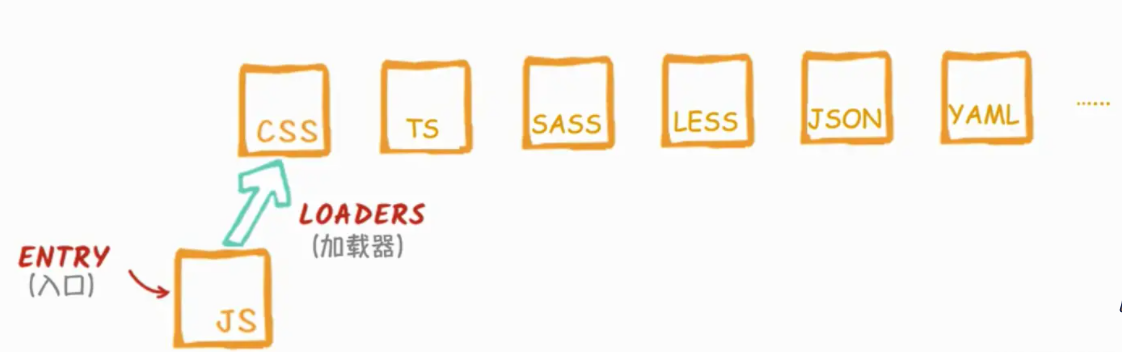 CSS
TS
SASS
LESS
JSON
YAML
......
LOADERS
(加载器)
ENTRY
(入口)
JS